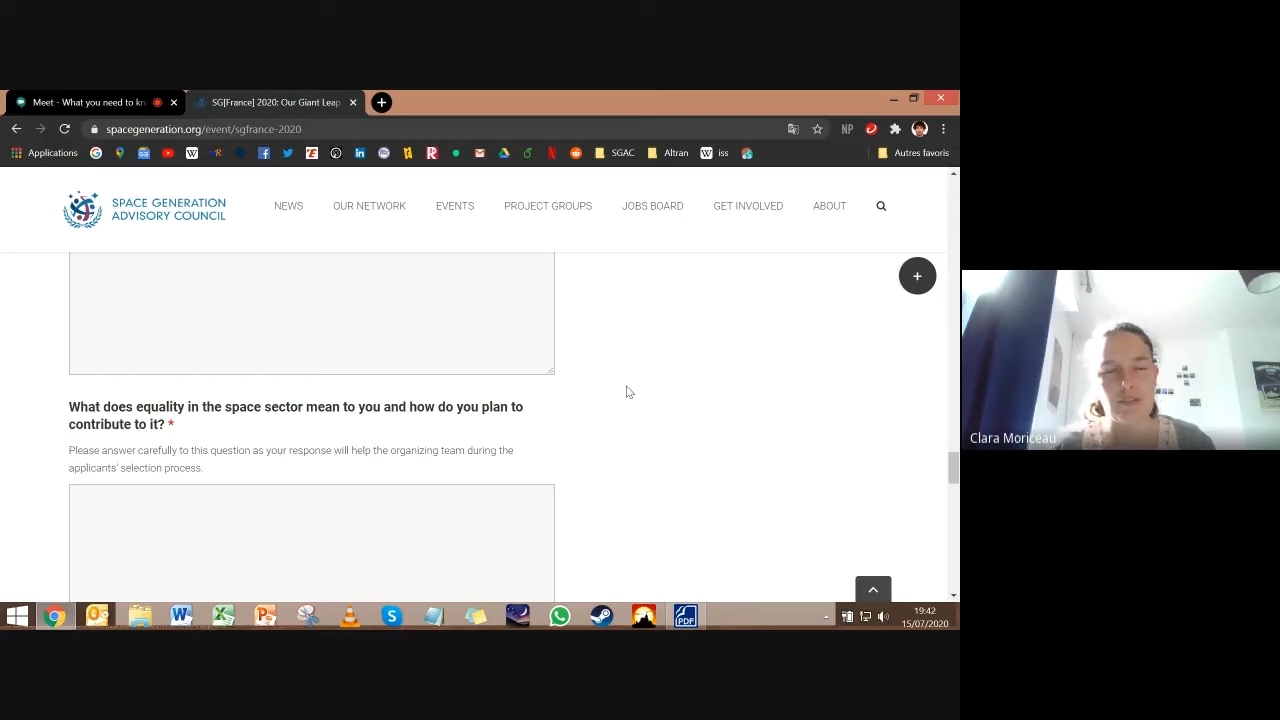 Meet - What you need to kn
SG[France] 2020: Our Giant Leap
spacegeneration.org/event/sgfrance-2020
NP
Applications
SGAC
Altran
iss
Autres favoris
SPACE GENERATION
ADVISORY COUNCIL
NEWS
OUR NETWORK
EVENTS
PROJECT GROUPS
JOBS BOARD
GET INVOLVED
ABOUT
What does equality in the space sector mean to you and how do you plan to
contribute to it? *
Please answer carefully to this question as your response will help the organizing team during the
applicants' selection process.
Clara Moriceau
PDF
19:42
15/07/2020